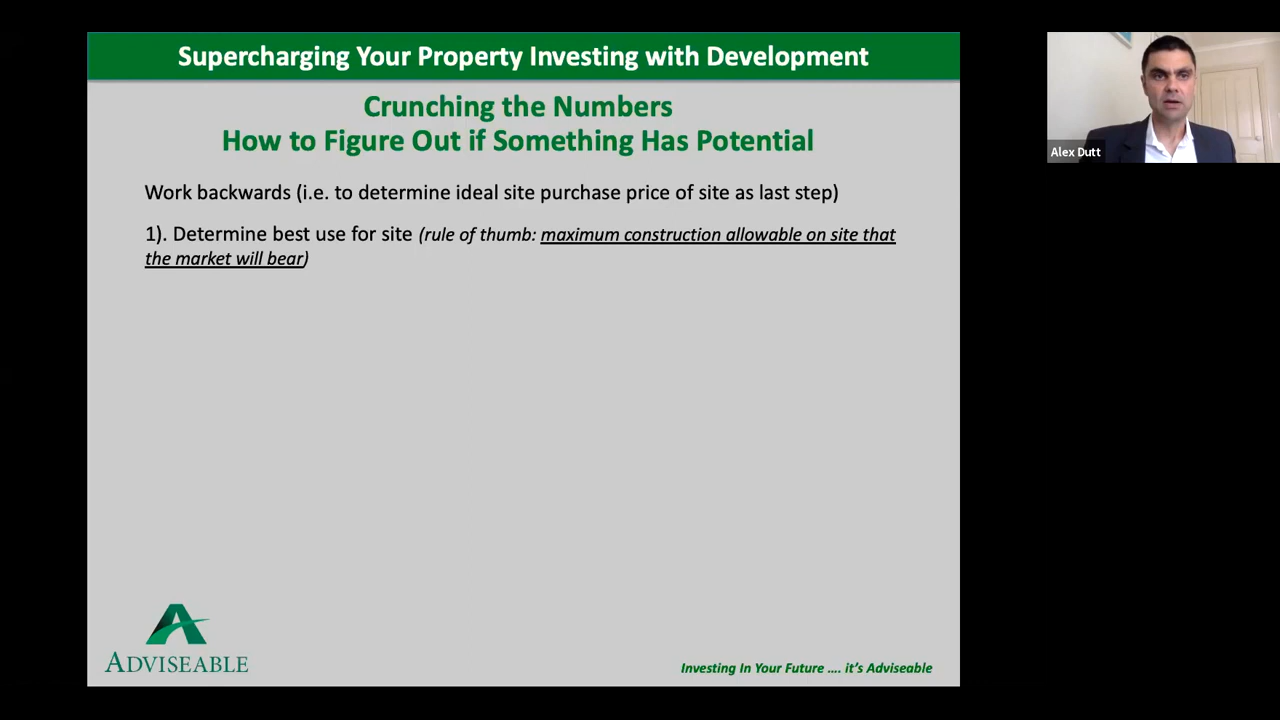 Supercharging Your Property Investing with Development
Crunching the Numbers
How to Figure Out if Something Has Potential
Work backwards (i.e. to determine ideal site purchase price of site as last step)
1). Determine best use for site (rule of thumb: maximum construction allowable on site that
the market will bear)
Alex Dutt
ADVISEABLE
Investing In Your Future .... it's Adviseable